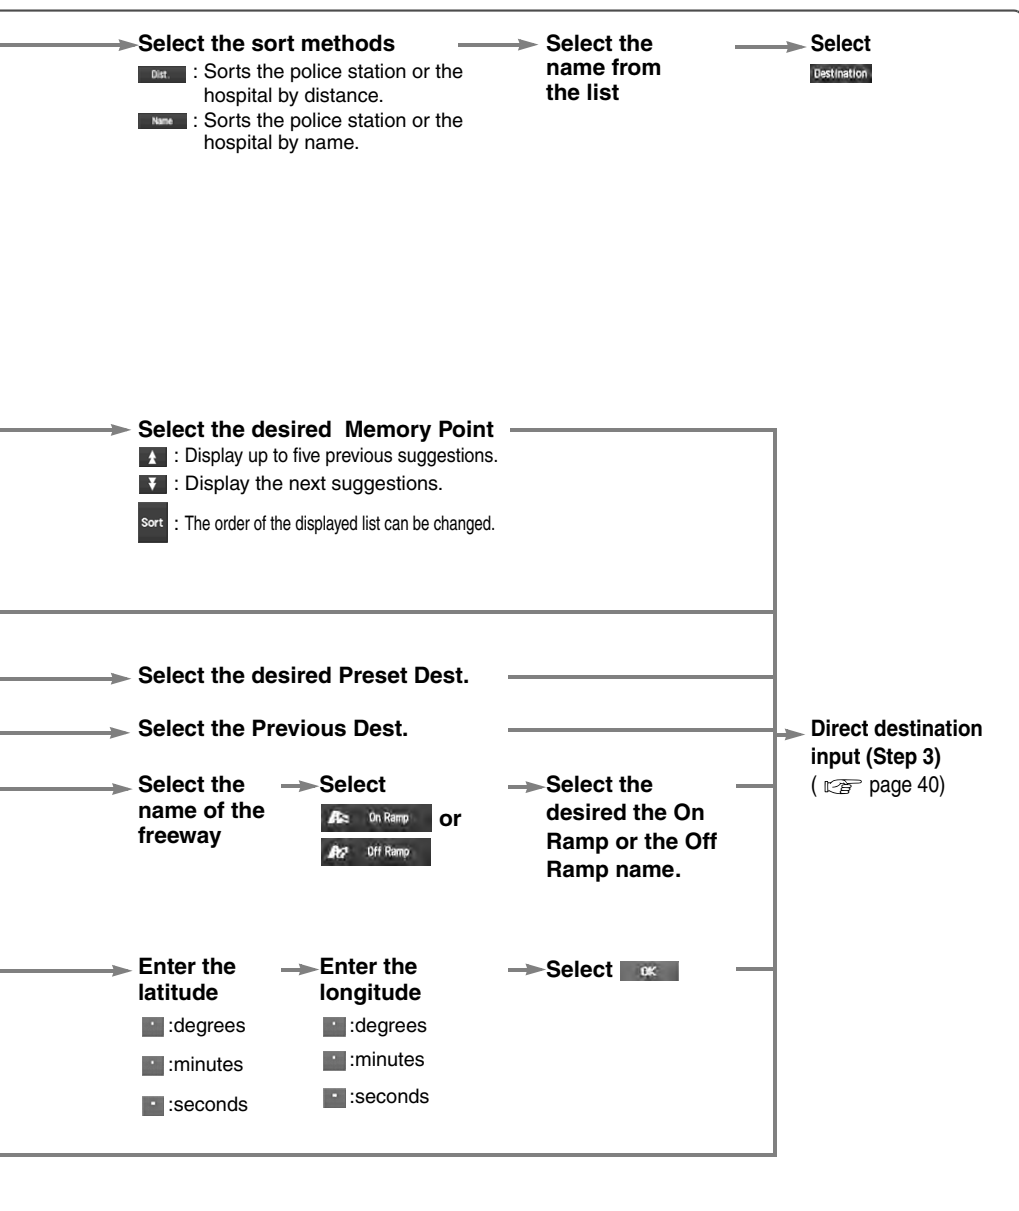 Select the sort methods
Dist. : Sorts the police station or the
hospital by distance.
Name : Sorts the police station or the
hospital by name.
Select the
name from
the list
Select
Destination
Select the desired Memory Point
: Display up to five previous suggestions.
: Display the next suggestions.
Sort : The order of the displayed list can be changed.
Select the desired Preset Dest.
Select the Previous Dest.
Select the
name of the
freeway
Select
On Ramp or
Off Ramp
Select the
desired the On
Ramp or the Off
Ramp name.
Enter the
latitude
:degrees
:minutes
:seconds
Enter the
longitude
:degrees
:minutes
:seconds
Select OK
Direct destination
input (Step 3)
( page 40)